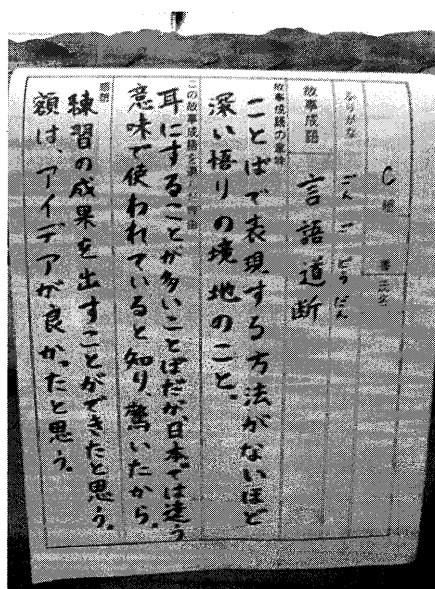 C組 番 氏名
ふりがな ごんごどうだん
故事成語 言語道断
故事成語の意味
ことばで表現する方法がないほど
深い悟りの境地のこと。
この故事成語を選んだ理由
耳にすることが多いことばだが、日本では違う
意味で使われていると知り、驚いたから。
感想
練習の成果を出すことができたと思う。
額は、アイデアが良かったと思う。